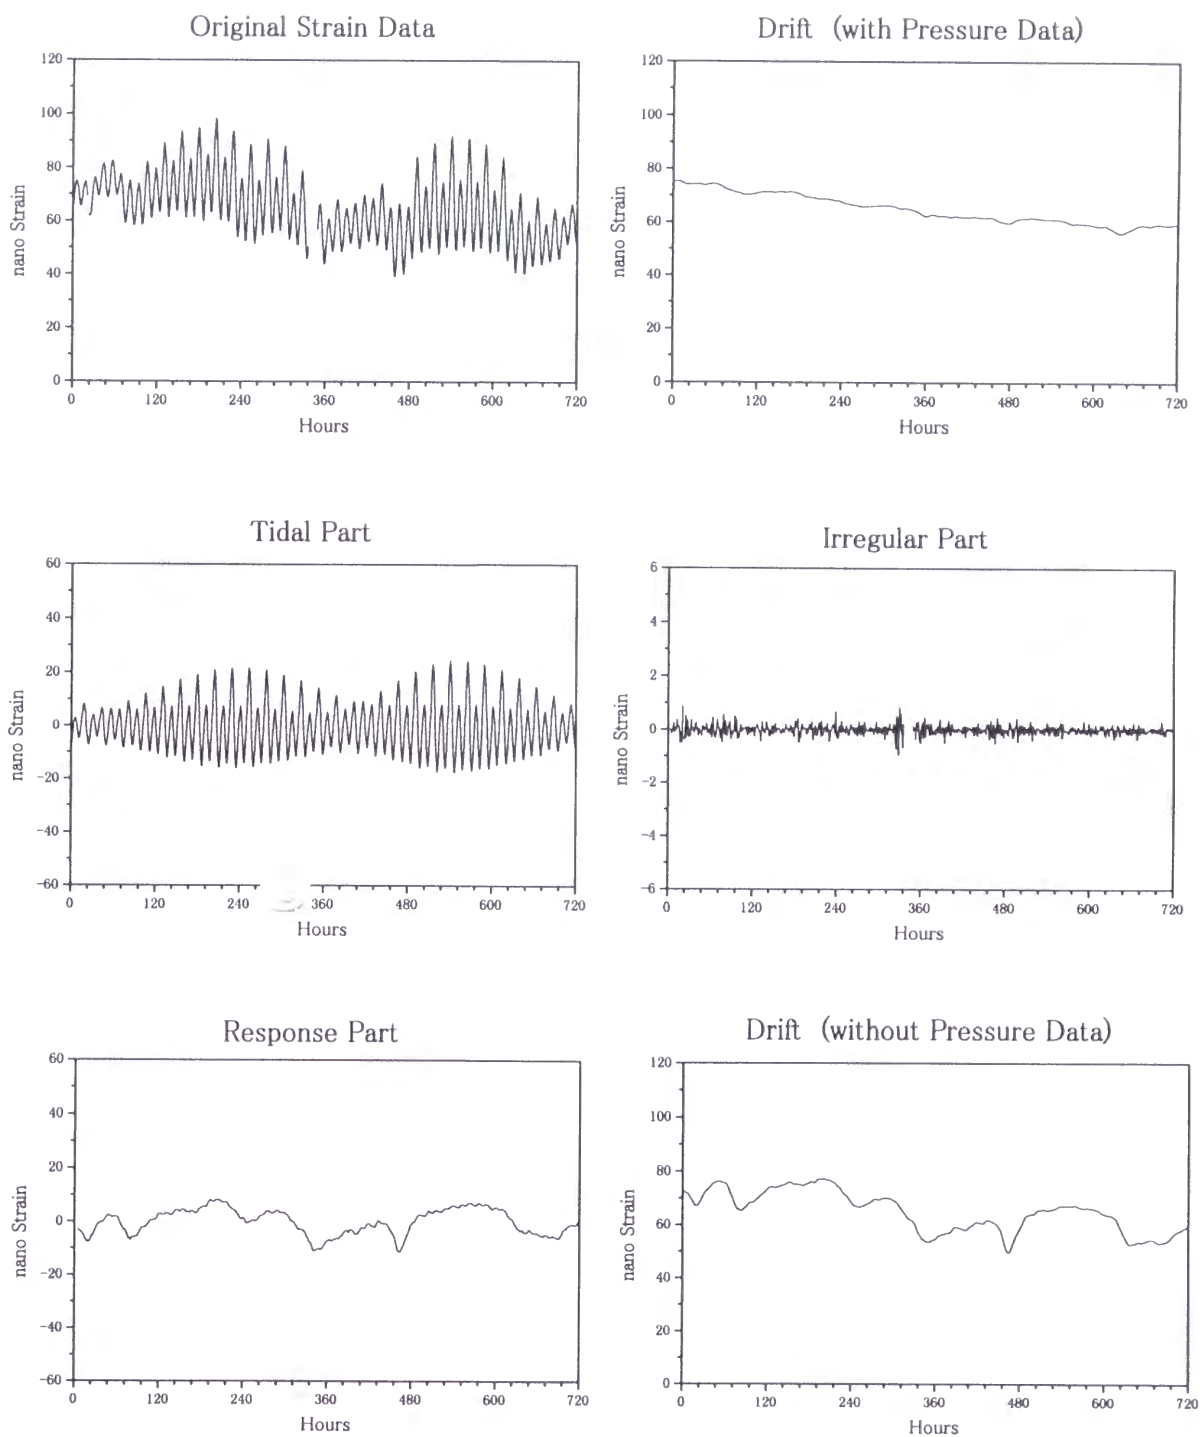 Original Strain Data
120
100
80
60
40
20
0
nano Strain
0 120 240 360 480 600 720
Hours
Drift (with Pressure Data)
120
100
80
60
40
20
0
nano Strain
0 120 240 360 480 600 720
Hours
Tidal Part
60
40
20
0
−20
−40
−60
nano Strain
0 120 240 480 600 720
Hours
Irregular Part
6
4
2
0
−2
−4
−6
nano Strain
0 120 240 360 480 600 720
Hours
Response Part
60
40
20
0
−20
−40
−60
nano Strain
0 120 240 360 480 600 720
Hours
Drift (without Pressure Data)
120
100
80
60
40
20
0
nano Strain
0 120 240 360 480 600 720
Hours